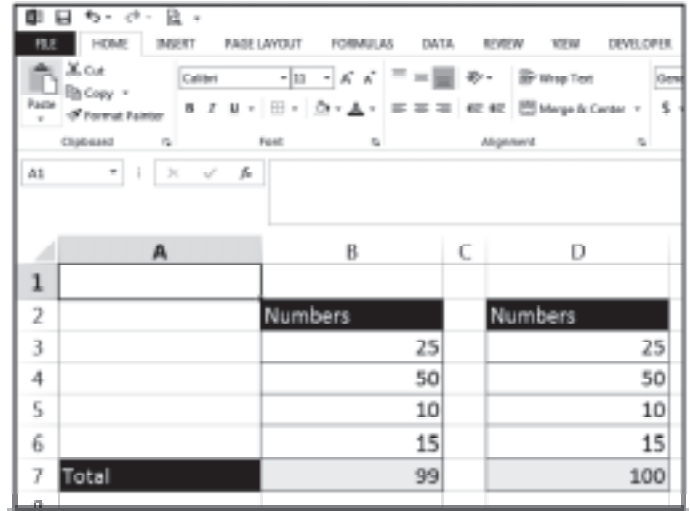 FILE HOME INSERT PAGE LAYOUT FORMULAS DATA REVIEW VIEW DEVELOPER
Cut
Calibri 11 A A Wrap Text Gene
Copy
Paste Format Painter B I U A Merge & Center $
Clipboard Font Alignment
A1 fx
A B C D
1
2 Numbers Numbers
3 25 25
4 50 50
5 10 10
6 15 15
7 Total 99 100